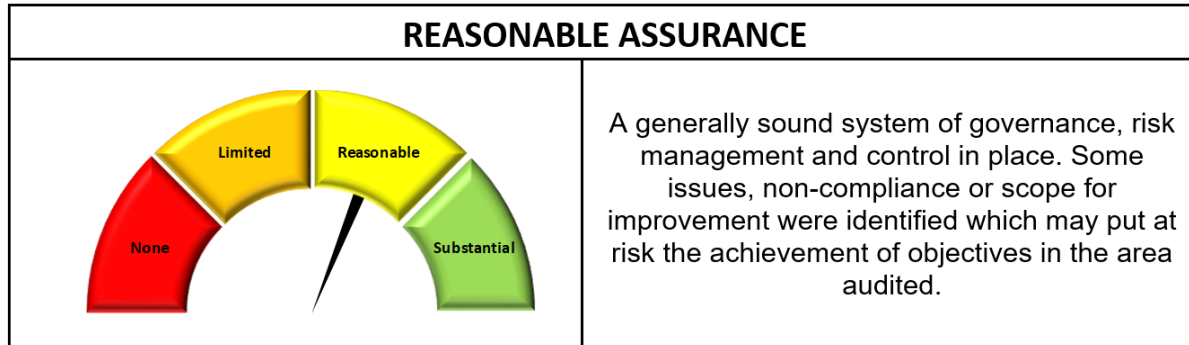 REASONABLE ASSURANCE
Limited
Reasonable
None
Substantial
A generally sound system of governance, risk
management and control in place. Some
issues, non-compliance or scope for
improvement were identified which may put at
risk the achievement of objectives in the area
audited.